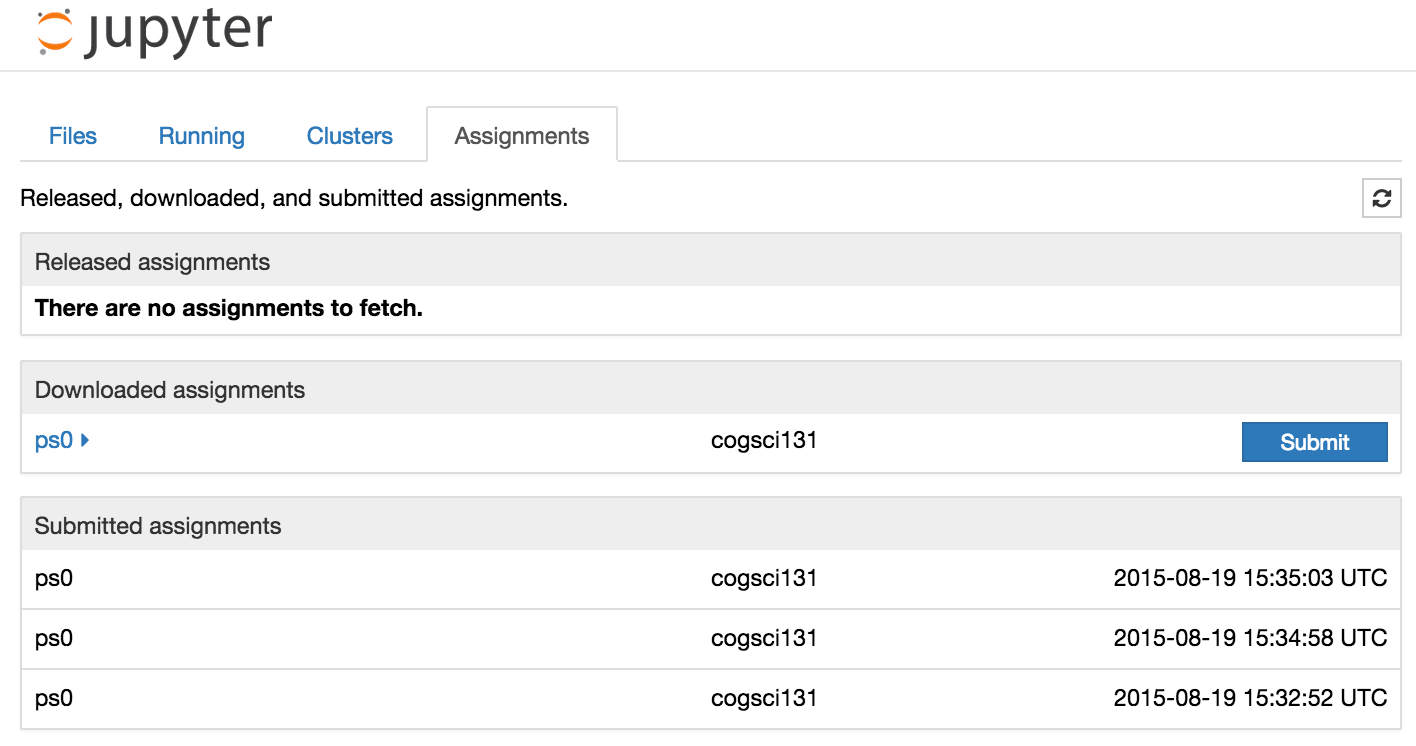 jupyter
Files Running Clusters Assignments
Released, downloaded, and submitted assignments.
Released assignments
There are no assignments to fetch.
Downloaded assignments
ps0 cogsci131 Submit
Submitted assignments
ps0 cogsci131 2015-08-19 15:35:03 UTC
ps0 cogsci131 2015-08-19 15:34:58 UTC
ps0 cogsci131 2015-08-19 15:32:52 UTC